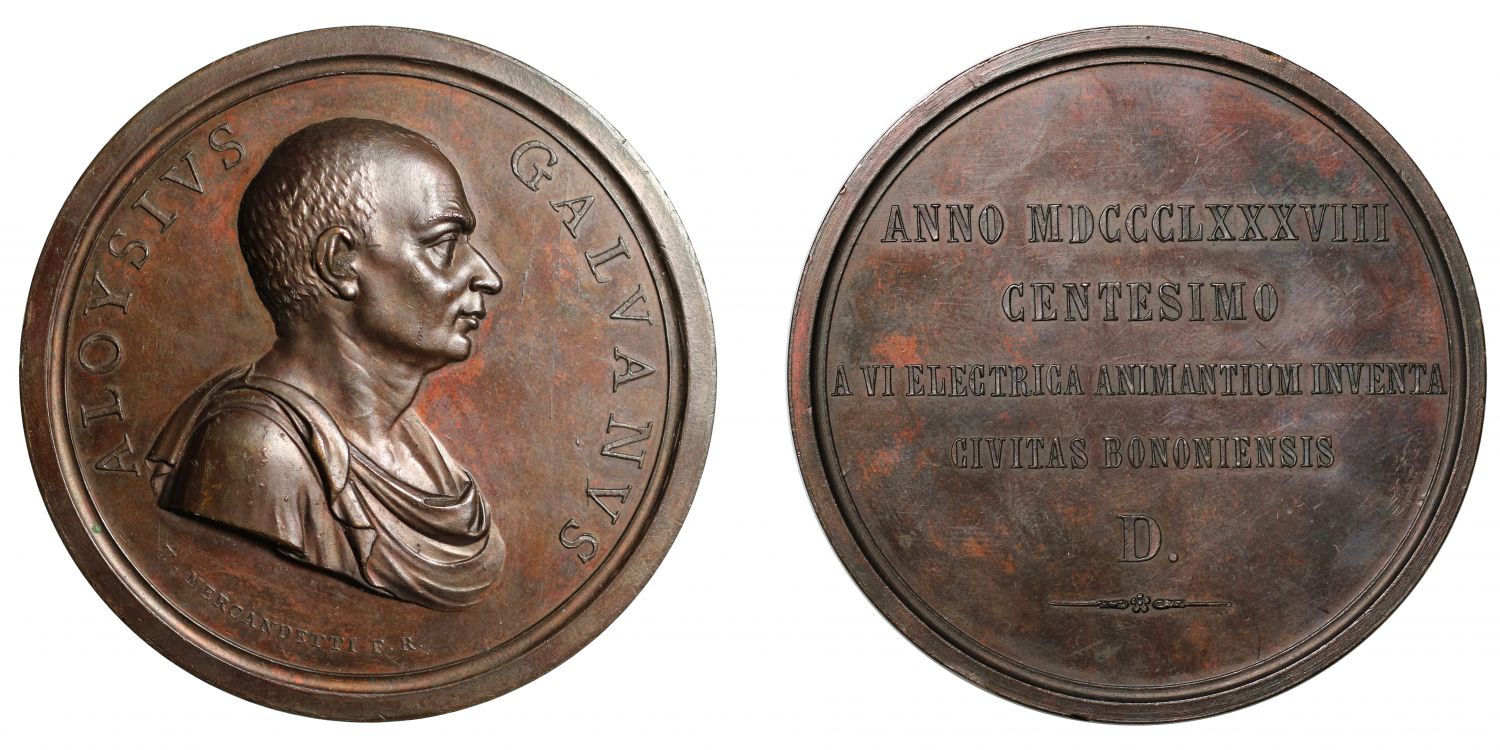 ALOYSIVS GALVANVS
T. MERCANDETTI F. R.
ANNO MDCCCLXXXVIII
CENTESIMO
A VI ELECTRICA ANIMANTIUM INVENTA
CIVITAS BONONIENSIS
D.